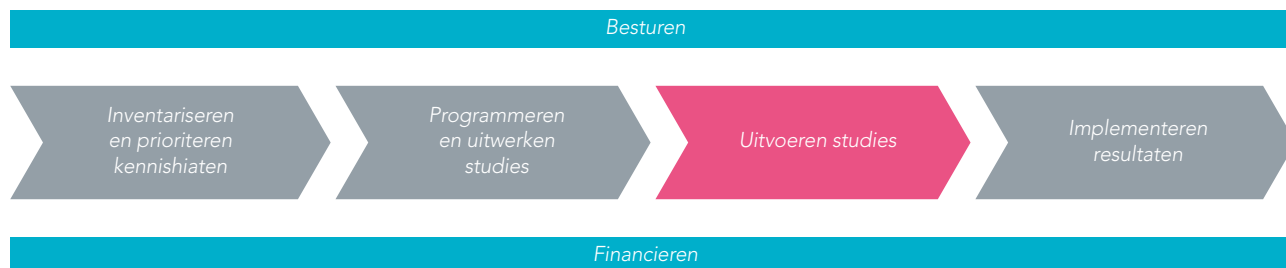 Besturen
Inventariseren
en prioriteren
kennishiaten
Programmeren
en uitwerken
studies
Uitvoeren studies
Implementeren
resultaten
Financieren